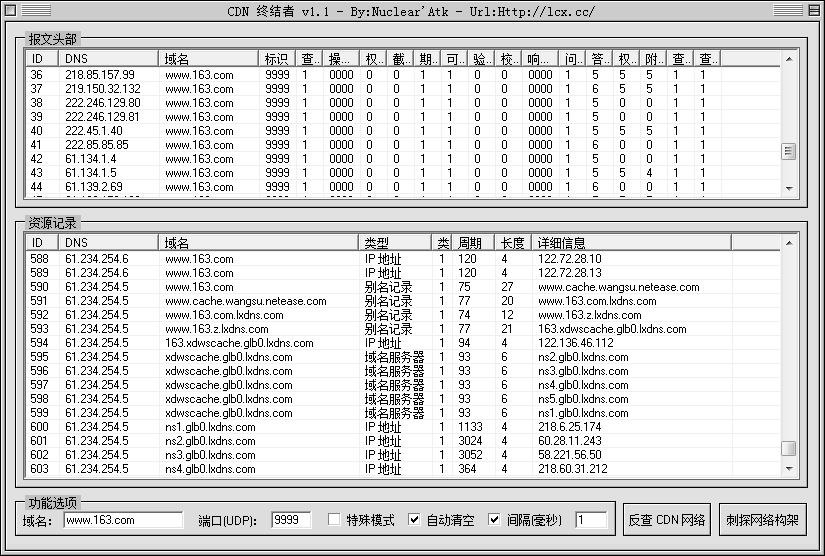 CDN 终结者 v1.1 - By:Nuclear'Atk - Url:Http://lcx.cc/
报文头部
ID DNS 域名 标识 查.. 操... 权.. 截.. 期.. 可.. 验.. 校.. 响... 问.. 答.. 权.. 附.. 查.. 查..
36 218.85.157.99 www.163.com 9999 1 0000 0 0 1 1 0 0 0000 1 5 5 5 1 1
37 219.150.32.132 www.163.com 9999 1 0000 0 0 1 1 0 0 0000 1 6 5 5 1 1
38 222.246.129.80 www.163.com 9999 1 0000 0 0 1 1 0 0 0000 1 6 0 0 1 1
39 222.246.129.81 www.163.com 9999 1 0000 0 0 1 1 0 0 0000 1 6 0 0 1 1
40 222.45.1.40 www.163.com 9999 1 0000 0 0 1 1 0 0 0000 1 5 5 5 1 1
41 222.85.85.85 www.163.com 9999 1 0000 0 0 1 1 0 0 0000 1 6 0 0 1 1
42 61.134.1.4 www.163.com 9999 1 0000 0 0 1 1 0 0 0000 1 5 5 5 1 1
43 61.134.1.5 www.163.com 9999 1 0000 0 0 1 1 0 0 0000 1 5 5 4 1 1
44 61.139.2.69 www.163.com 9999 1 0000 0 0 1 1 0 0 0000 1 6 0 0 1 1
资源记录
ID DNS 域名 类型 类 周期 长度 详细信息
588 61.234.254.6 www.163.com IP 地址 1 120 4 122.72.28.10
589 61.234.254.6 www.163.com IP 地址 1 120 4 122.72.28.13
590 61.234.254.5 www.163.com 别名记录 1 75 27 www.cache.wangsu.netease.com
591 61.234.254.5 www.cache.wangsu.netease.com 别名记录 1 77 20 www.163.com.lxdns.com
592 61.234.254.5 www.163.com.lxdns.com 别名记录 1 74 12 www.163.z.lxdns.com
593 61.234.254.5 www.163.z.lxdns.com 别名记录 1 77 21 163.xdwscache.glb0.lxdns.com
594 61.234.254.5 163.xdwscache.glb0.lxdns.com IP 地址 1 94 4 122.136.46.112
595 61.234.254.5 xdwscache.glb0.lxdns.com 域名服务器 1 93 6 ns2.glb0.lxdns.com
596 61.234.254.5 xdwscache.glb0.lxdns.com 域名服务器 1 93 6 ns3.glb0.lxdns.com
597 61.234.254.5 xdwscache.glb0.lxdns.com 域名服务器 1 93 6 ns4.glb0.lxdns.com
598 61.234.254.5 xdwscache.glb0.lxdns.com 域名服务器 1 93 6 ns5.glb0.lxdns.com
599 61.234.254.5 xdwscache.glb0.lxdns.com 域名服务器 1 93 6 ns1.glb0.lxdns.com
600 61.234.254.5 ns1.glb0.lxdns.com IP 地址 1 1133 4 218.6.25.174
601 61.234.254.5 ns2.glb0.lxdns.com IP 地址 1 3024 4 60.28.11.243
602 61.234.254.5 ns3.glb0.lxdns.com IP 地址 1 3052 4 58.221.56.50
603 61.234.254.5 ns4.glb0.lxdns.com IP 地址 1 364 4 218.60.31.212
功能选项
域名: www.163.com 端口(UDP): 9999 特殊模式 自动清空 间隔(毫秒) 1 反查 CDN 网络 刺探网络构架